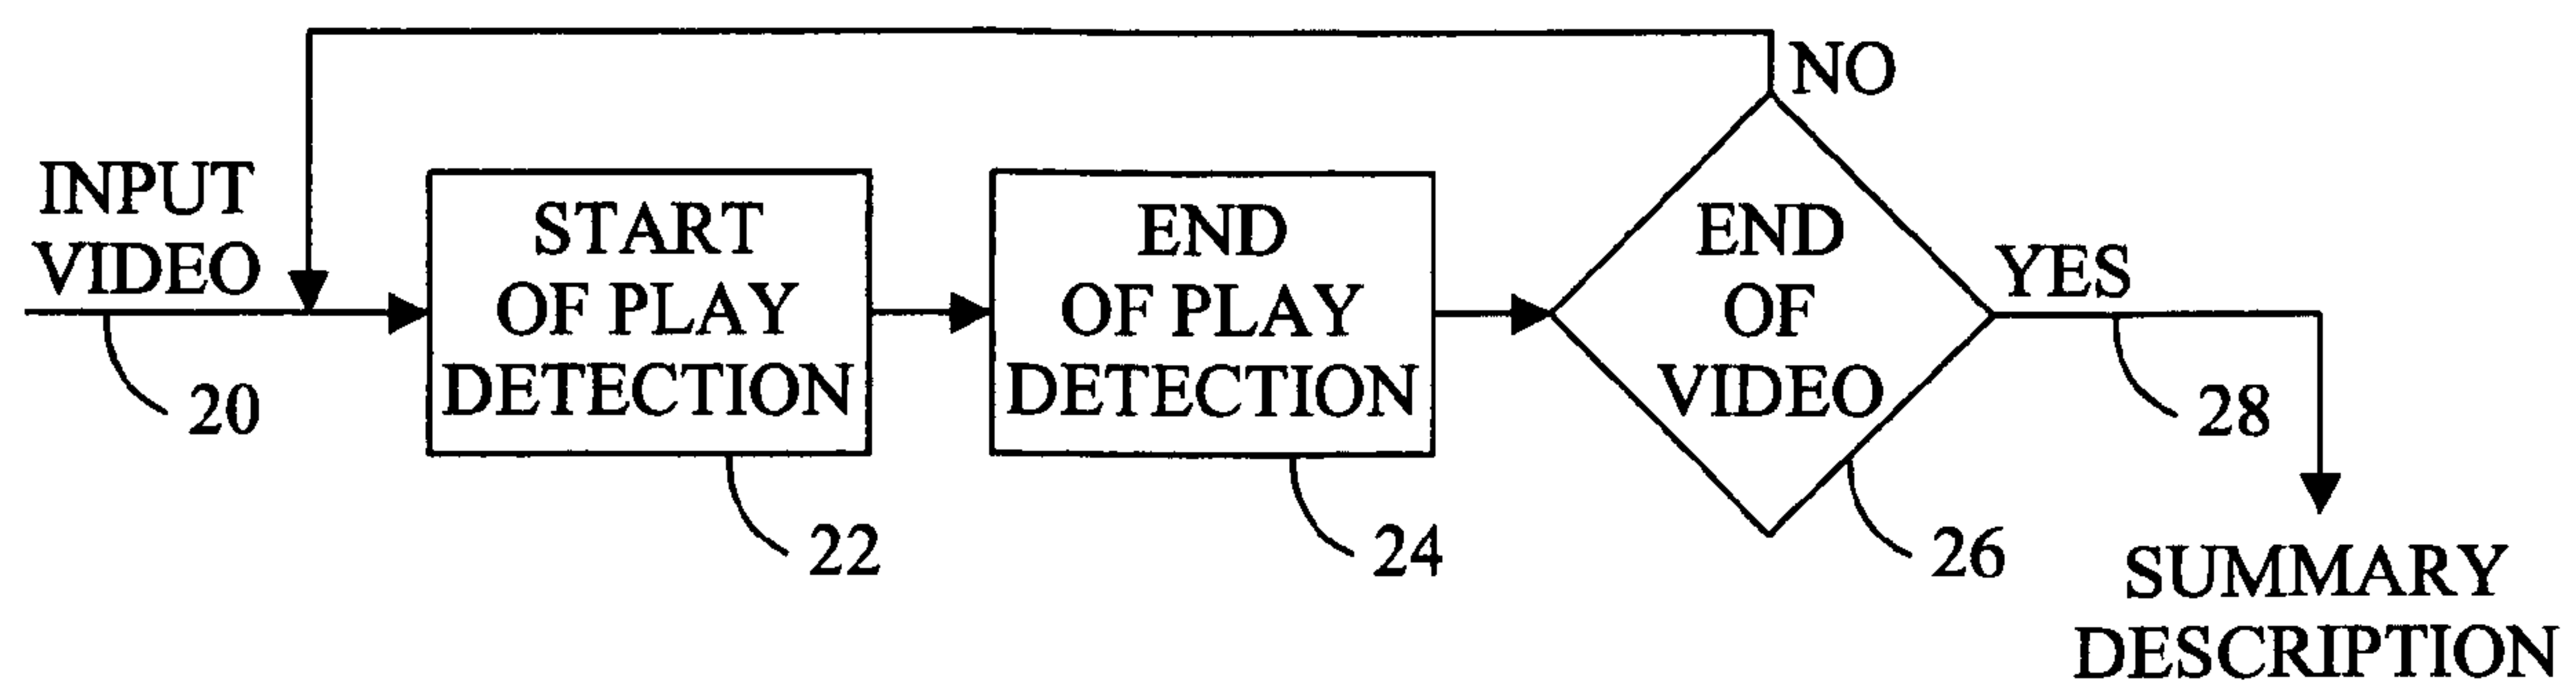 NO
INPUT
VIDEO
20
START
OF PLAY
DETECTION
22
END
OF PLAY
DETECTION
24
END
OF
VIDEO
26
YES
28
SUMMARY
DESCRIPTION